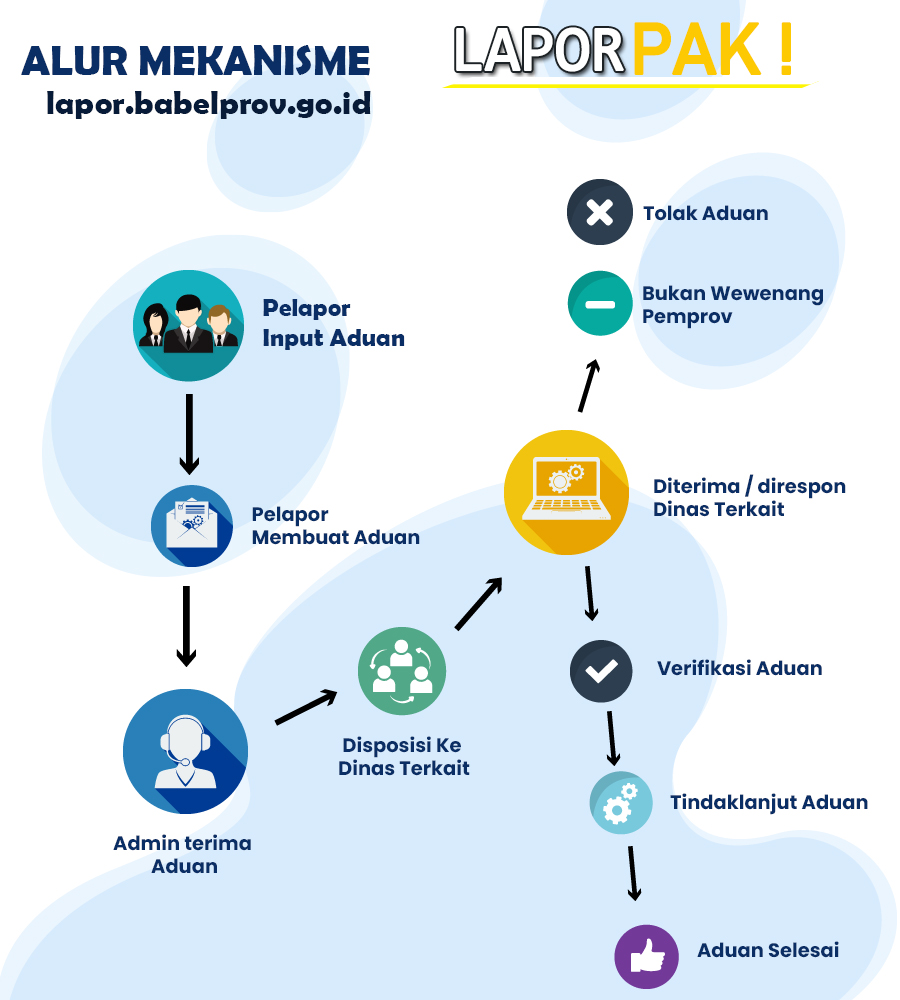 ALUR MEKANISME
lapor.babelprov.go.id
LAPOR PAK !
Pelapor
Input Aduan
Pelapor
Membuat Aduan
Admin terima
Aduan
Disposisi Ke
Dinas Terkait
Tolak Aduan
Bukan Wewenang
Pemprov
Diterima / direspon
Dinas Terkait
Verifikasi Aduan
Tindaklanjut Aduan
Aduan Selesai